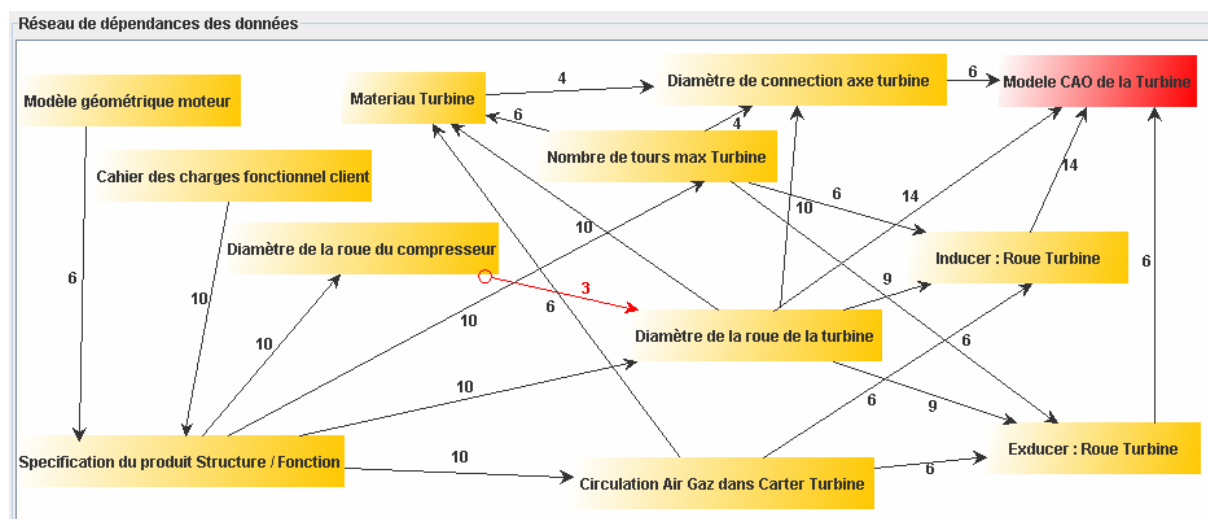 Réseau de dépendances des données
Modèle géométrique moteur
Materiau Turbine
4
Diamètre de connection axe turbine
6
Modele CAO de la Turbine
6
4
Nombre de tours max Turbine
Cahier des charges fonctionnel client
14
6
14
10
10
Diamètre de la roue du compresseur
10
Inducer : Roue Turbine
6
6
9
10
3
6
10
Diamètre de la roue de la turbine
6
10
10
6
9
Specification du produit Structure / Fonction
10
Circulation Air Gaz dans Carter Turbine
6
Exducer : Roue Turbine